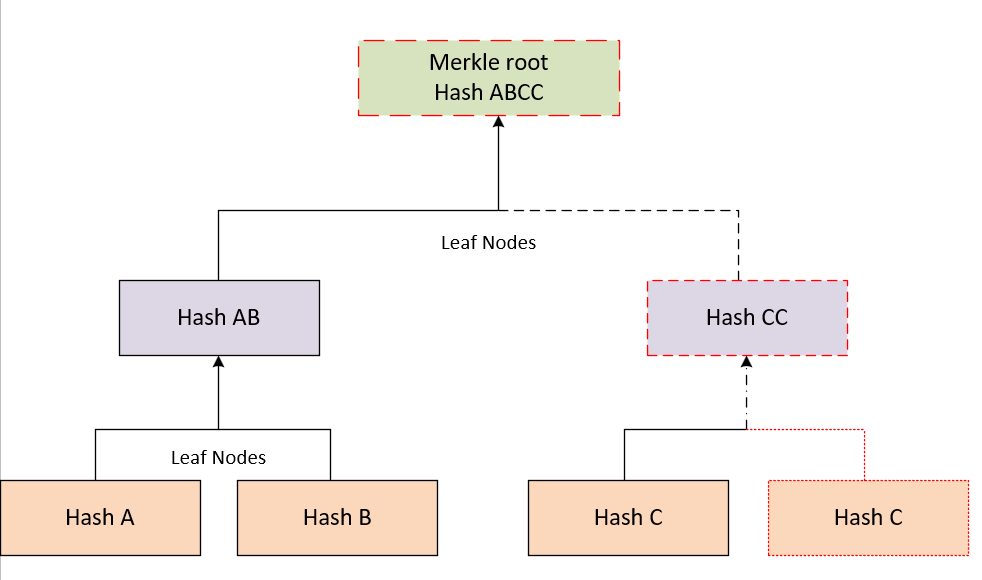 Merkle root
Hash ABCC
Leaf Nodes
Hash AB
Hash CC
Leaf Nodes
Hash A
Hash B
Hash C
Hash C